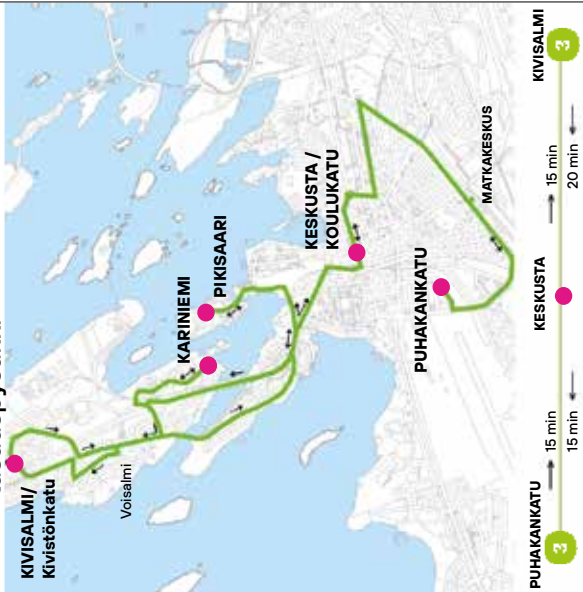 KIVISALMI/
Kivistönkatu
Voisalmi
KARINIEMI
PIKISAARI
KESKUSTA /
KOULUKATU
PUHAKANKATU
MATKAKESKUS
PUHAKANKATU
KESKUSTA
KIVISALMI
3
15 min
15 min
15 min
20 min
3